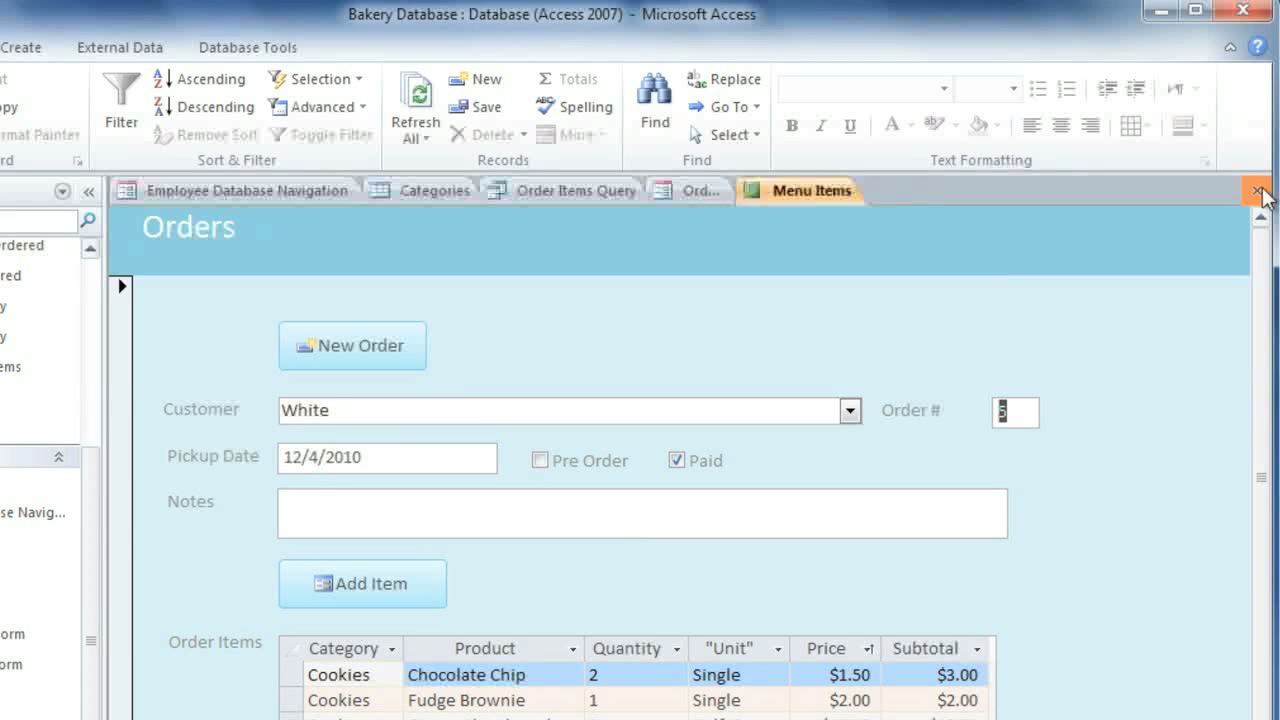 Bakery Database : Database (Access 2007) - Microsoft Access
Create External Data Database Tools
Ascending Selection New Totals Replace
Descending Advanced Save Spelling Go To
Filter Remove Sort Refresh All Delete More Find Select
Sort & Filter Records Find Text Formatting
Employee Database Navigation Categories Order Items Query Ord... Menu Items
Orders
New Order
Customer White Order # 5
Pickup Date 12/4/2010 Pre Order Paid
Notes
Add Item
Order Items Category Product Quantity "Unit" Price Subtotal
Cookies Chocolate Chip 2 Single $1.50 $3.00
Cookies Fudge Brownie 1 Single $2.00 $2.00